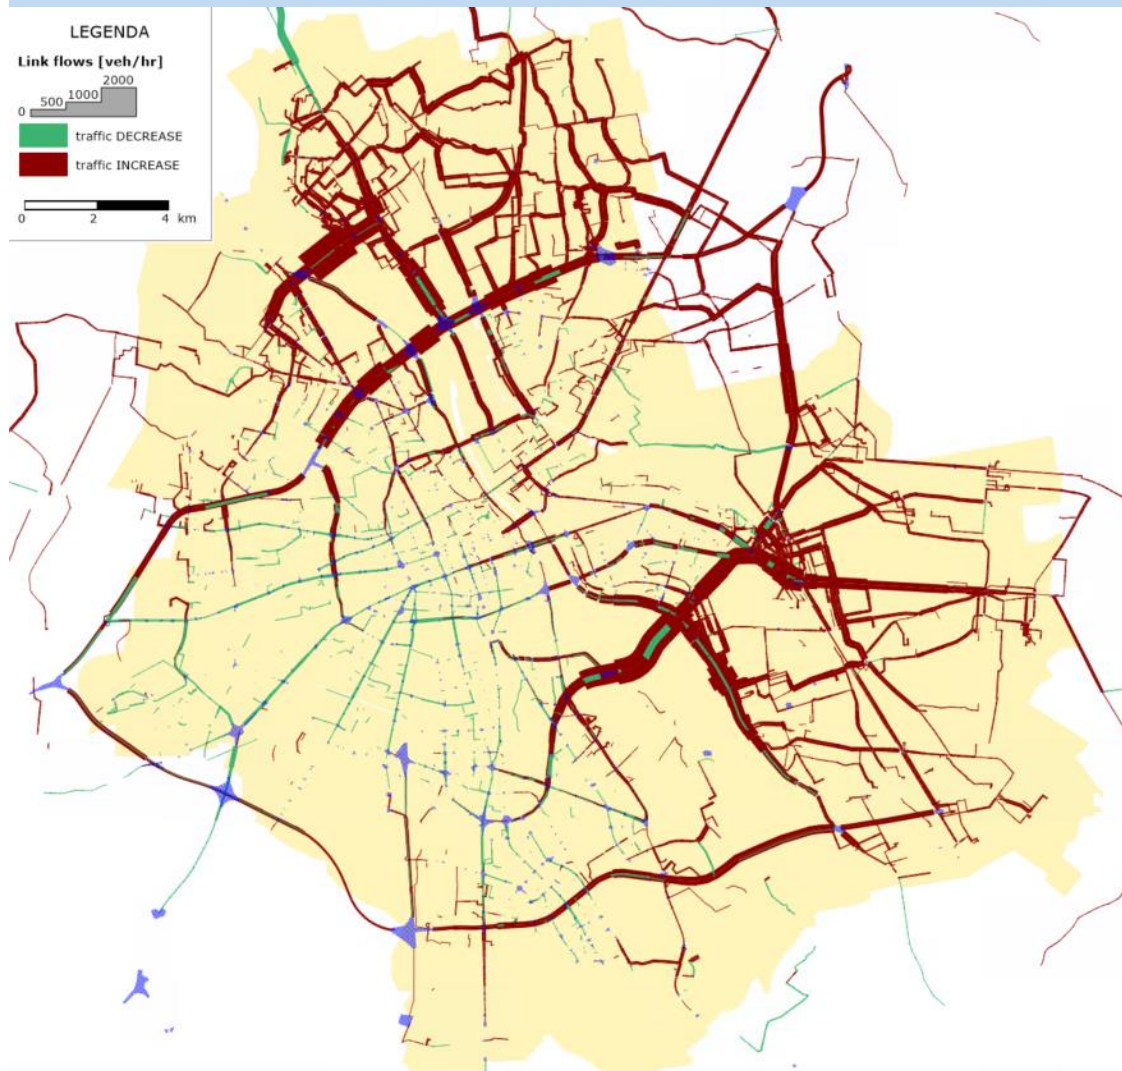 LEGENDA
Link flows [veh/hr]
2000
1000
500
0
traffic DECREASE
traffic INCREASE
0 2 4 km